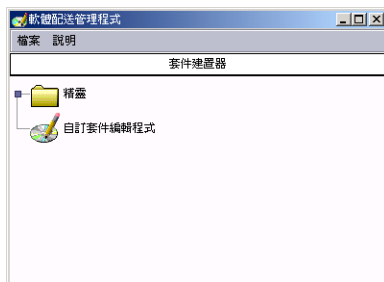 軟體配送管理程式
檔案 說明
套件建置器
精靈
自訂套件編輯程式